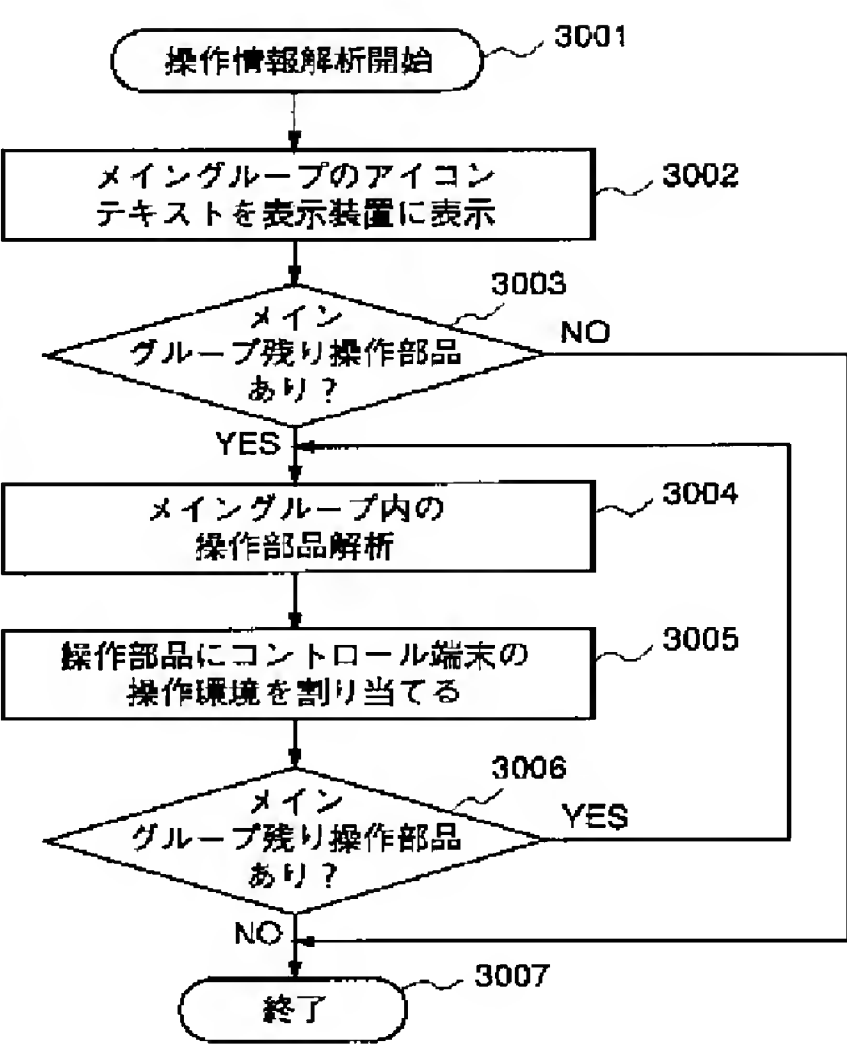 操作情報解析開始
3001
メイングループのアイコン
テキストを表示装置に表示
3002
3003
メイン
グループ残り操作部品
あり?
NO
YES
メイングループ内の
操作部品解析
3004
操作部品にコントロール端末の
操作環境を割り当てる
3005
3006
メイン
グループ残り操作部品
あり?
YES
NO
終了
3007